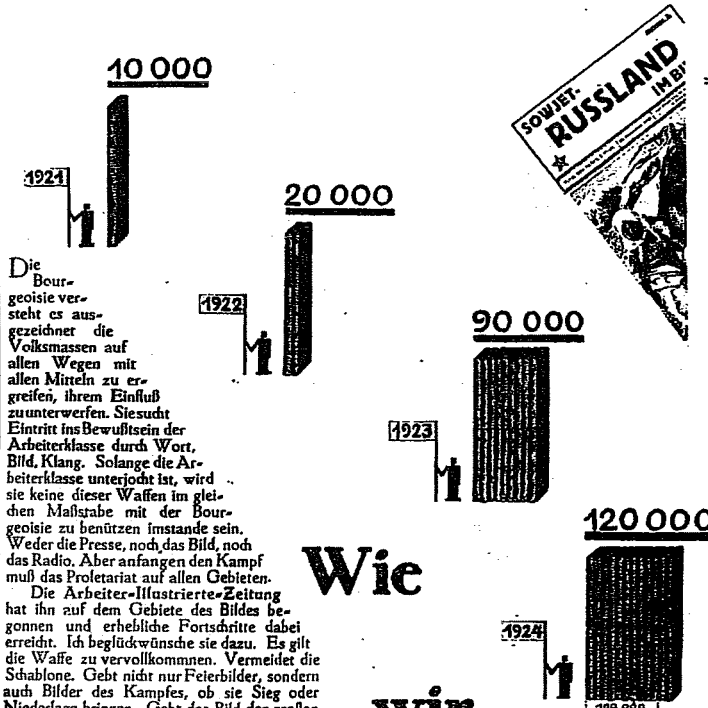 10 000
1921
20 000
1922
90 000
1923
120 000
1924
SOWJET-
RUSSLAND
IM
Die
Bour-
geoisie ver-
steht es aus-
gezeichnet die
Volksmassen auf
allen Wegen mit
allen Mitteln zu er-
greifen, ihrem Einfluß
zu unterwerfen. Sie sucht
Eintritt ins Bewußtsein der
Arbeiterklasse durch Wort,
Bild, Klang. Solange die Ar-
beiterklasse unterjocht ist, wird
sie keine dieser Waffen im glei-
chen Maßstabe mit der Bour-
geoisie zu benützen imstande sein.
Weder die Presse, noch das Bild, noch
das Radio. Aber anfangen den Kampf
muß das Proletariat auf allen Gebieten.
Die Arbeiter-Illustrierte-Zeitung
hat ihn auf dem Gebiete des Bildes be-
gonnen und erhebliche Fortschritte dabei
erreicht. Ich beglückwünsche sie dazu. Es gilt
die Waffe zu vervollkommnen. Vermeidet die
Schablone. Gebt nicht nur Feierbilder, sondern
auch Bilder des Kampfes, ob sie Sieg oder
Wie
wir